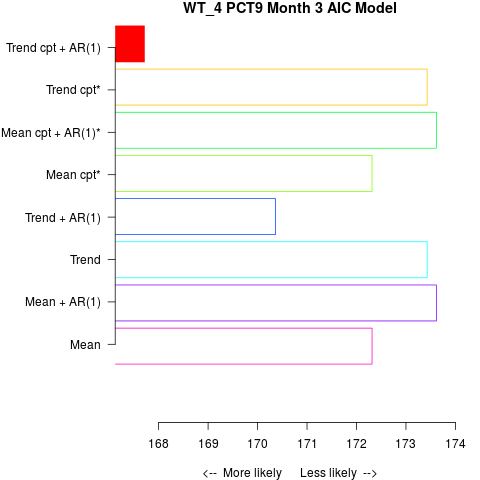 WT_4 PCT9 Month 3 AIC Model
Trend cpt + AR(1)
Trend cpt*
Mean cpt + AR(1)*
Mean cpt*
Trend + AR(1)
Trend
Mean + AR(1)
Mean
168 169 170 171 172 173 174
<-- More likely Less likely -->